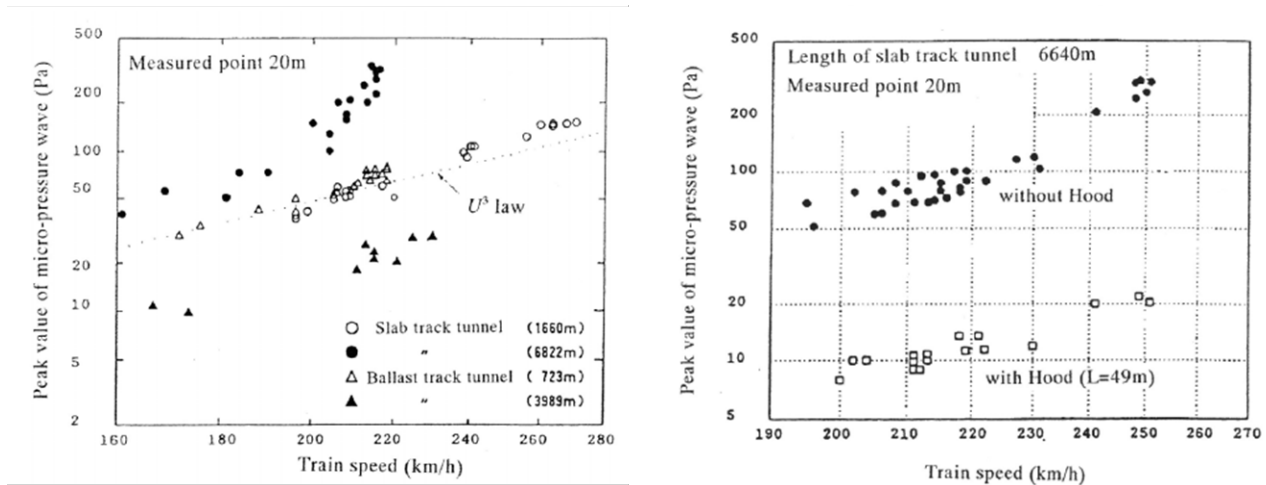 Peak value of micro-pressure wave (Pa)
500
200
100
50
20
10
5
2
Measured point 20m
U³ law
Slab track tunnel (1660m)
" (6822m)
Ballast track tunnel ( 723m)
" (3989m)
160 180 200 220 240 260 280
Train speed (km/h)
Peak value of micro-pressure wave (Pa)
500
200
100
50
20
10
5
Length of slab track tunnel 6640m
Measured point 20m
without Hood
with Hood (L=49m)
190 200 210 220 230 240 250 260 270
Train speed (km/h)